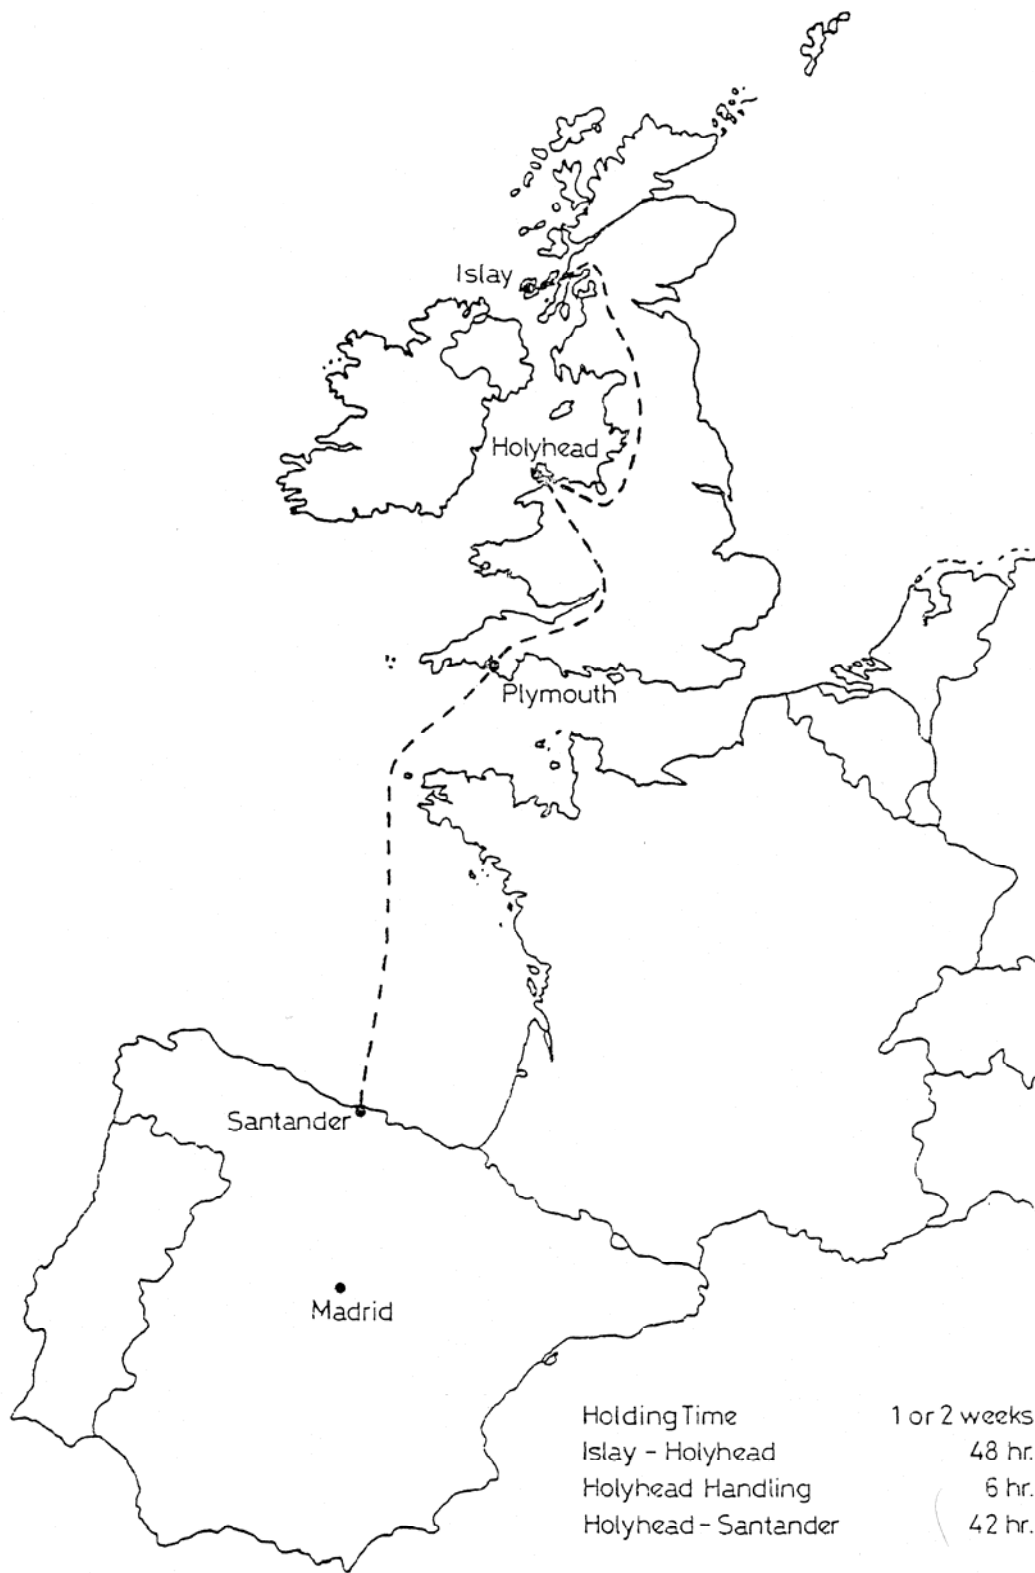 Islay
Holyhead
Plymouth
Santander
Madrid
Holding Time 1 or 2 weeks
Islay - Holyhead 48 hr.
Holyhead Handling 6 hr.
Holyhead - Santander 42 hr.